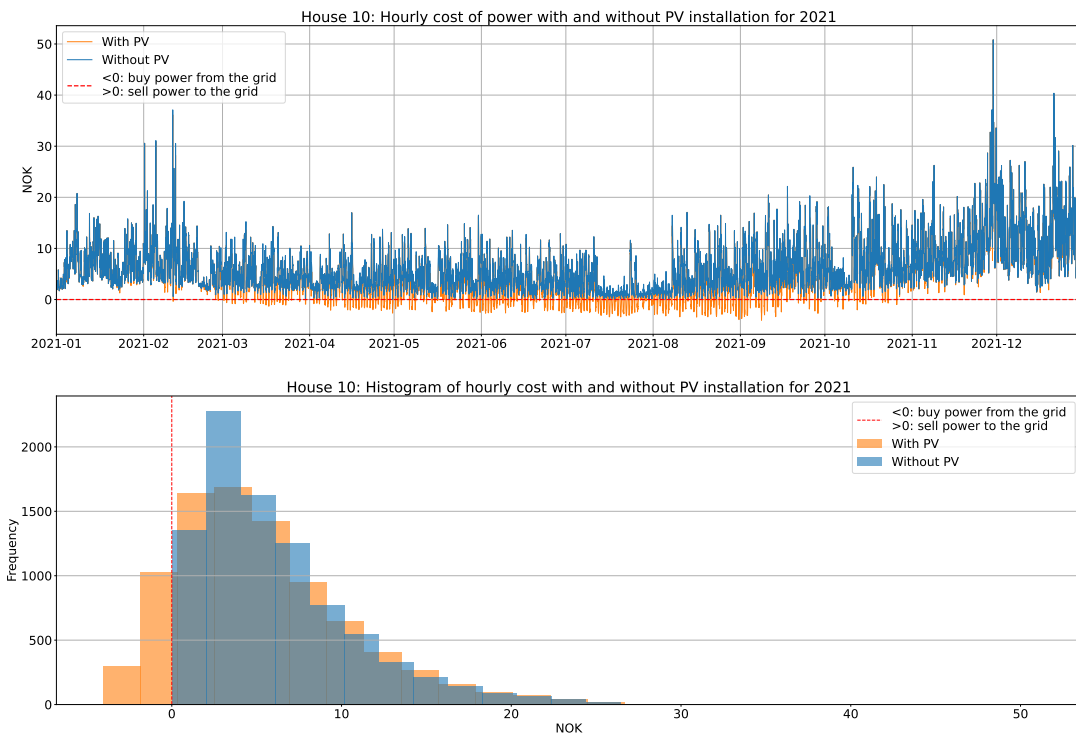 House 10: Hourly cost of power with and without PV installation for 2021
With PV
Without PV
<0: buy power from the grid
>0: sell power to the grid
NOK
50
40
30
20
10
0
2021-01 2021-02 2021-03 2021-04 2021-05 2021-06 2021-07 2021-08 2021-09 2021-10 2021-11 2021-12
House 10: Histogram of hourly cost with and without PV installation for 2021
<0: buy power from the grid
>0: sell power to the grid
With PV
Without PV
Frequency
2000
1500
1000
500
0
0 10 20 30 40 50
NOK